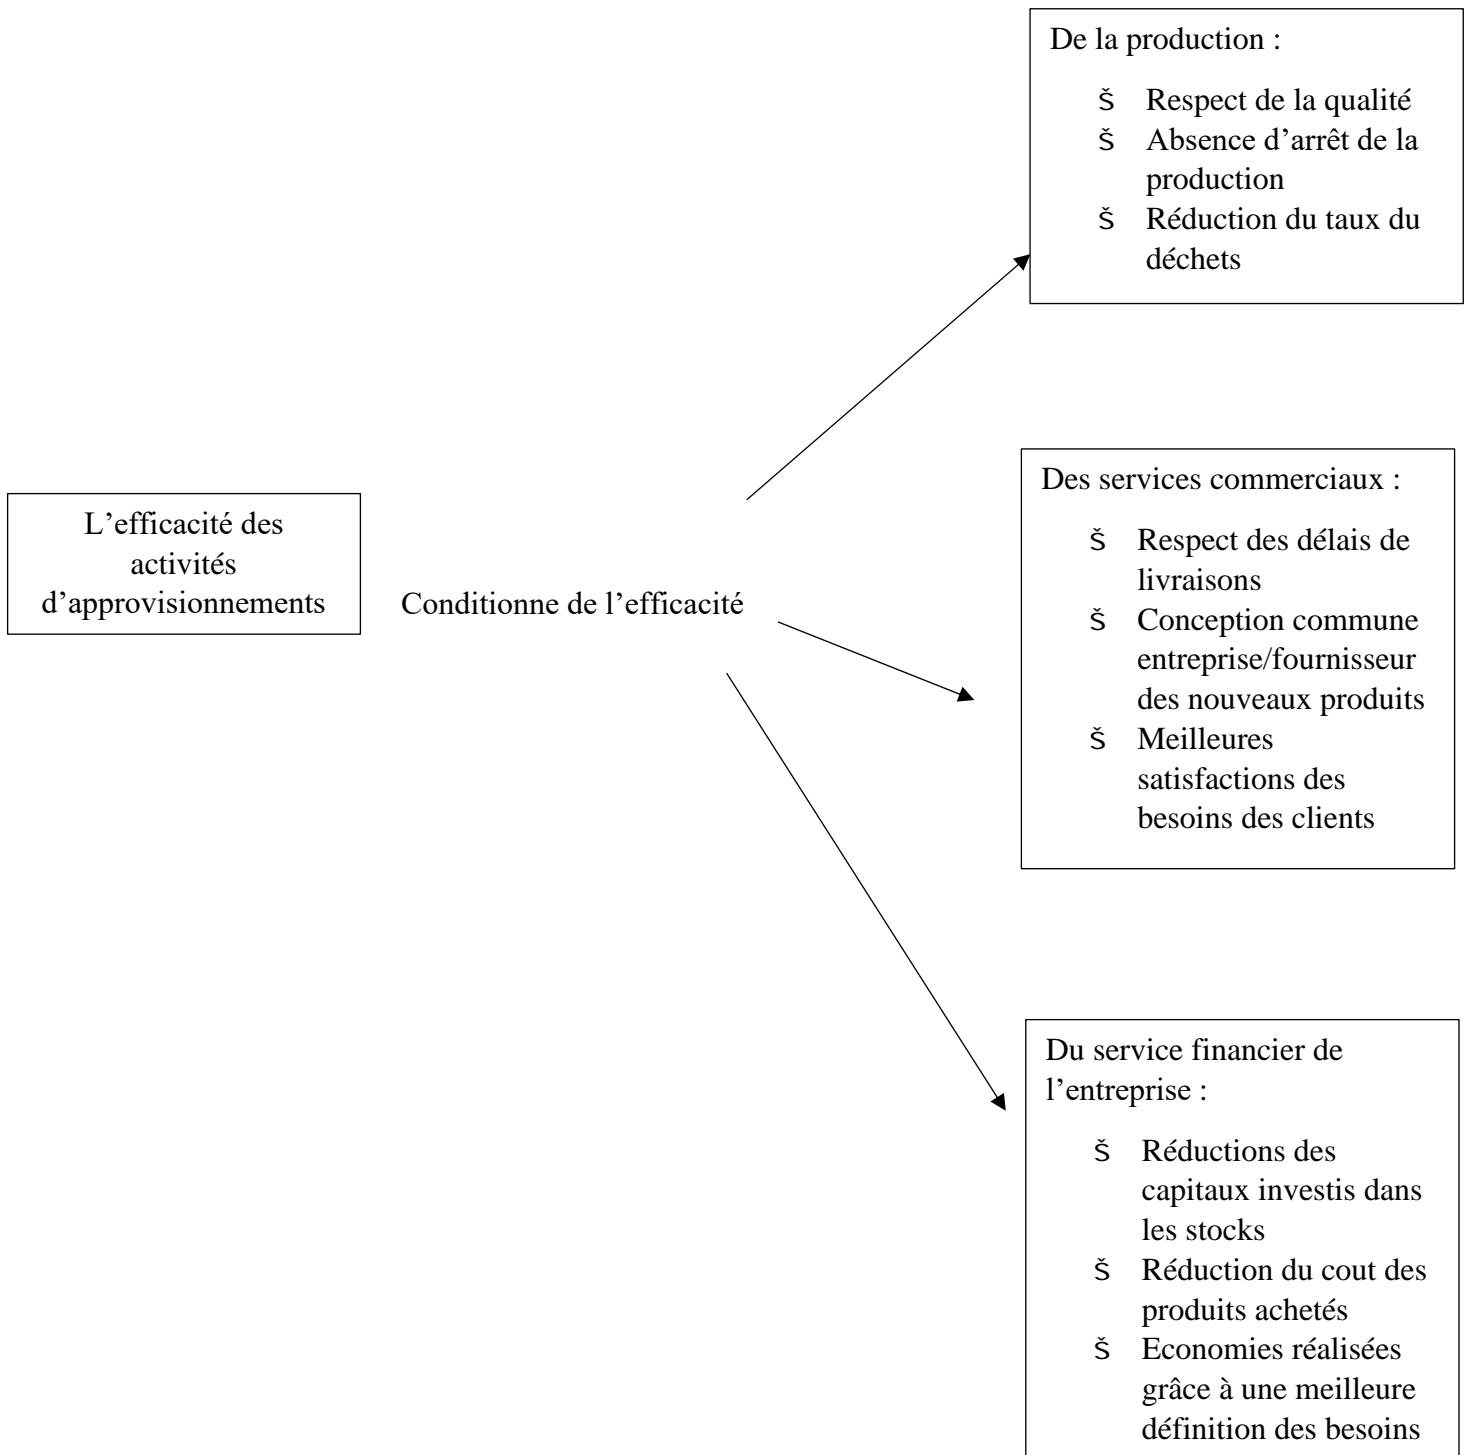 De la production :
Š Respect de la qualité
Š Absence d’arrêt de la
production
Š Réduction du taux du
déchets
L’efficacité des
activités
d’approvisionnements
Conditionne de l’efficacité
Des services commerciaux :
Š Respect des délais de
livraisons
Š Conception commune
entreprise/fournisseur
des nouveaux produits
Š Meilleures
satisfactions des
besoins des clients
Du service financier de
l’entreprise :
Š Réductions des
capitaux investis dans
les stocks
Š Réduction du cout des
produits achetés
Š Economies réalisées
grâce à une meilleure
définition des besoins